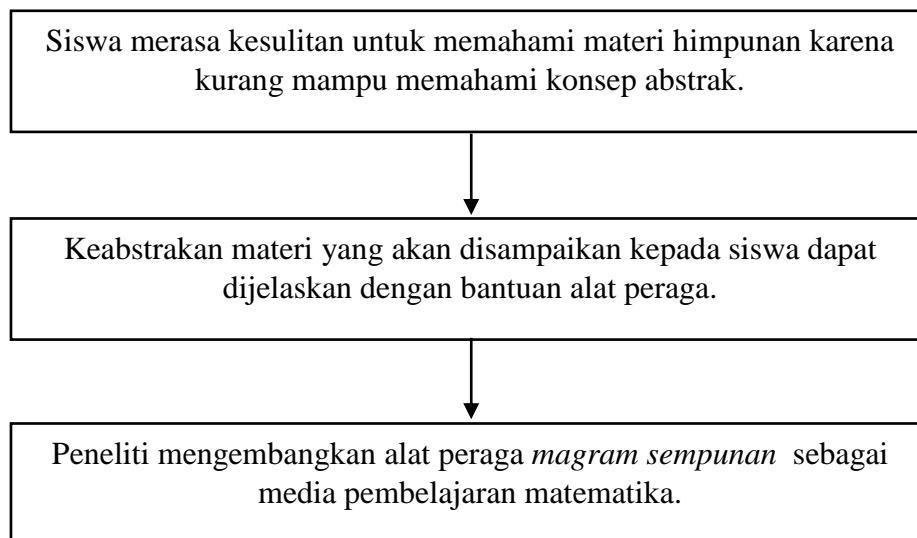 Siswa merasa kesulitan untuk memahami materi himpunan karena
kurang mampu memahami konsep abstrak.
Keabstrakan materi yang akan disampaikan kepada siswa dapat
dijelaskan dengan bantuan alat peraga.
Peneliti mengembangkan alat peraga magram sempunan sebagai
media pembelajaran matematika.